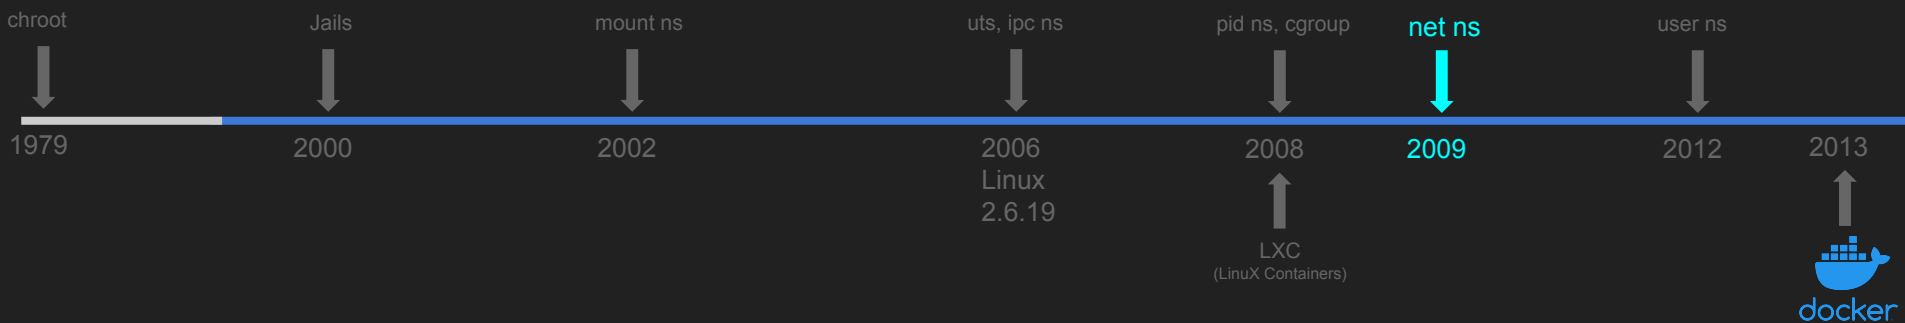 chroot
Jails
mount ns
uts, ipc ns
pid ns, cgroup
net ns
user ns
1979
2000
2002
2006
Linux
2.6.19
2008
2009
2012
2013
LXC
(LinuX Containers)
docker